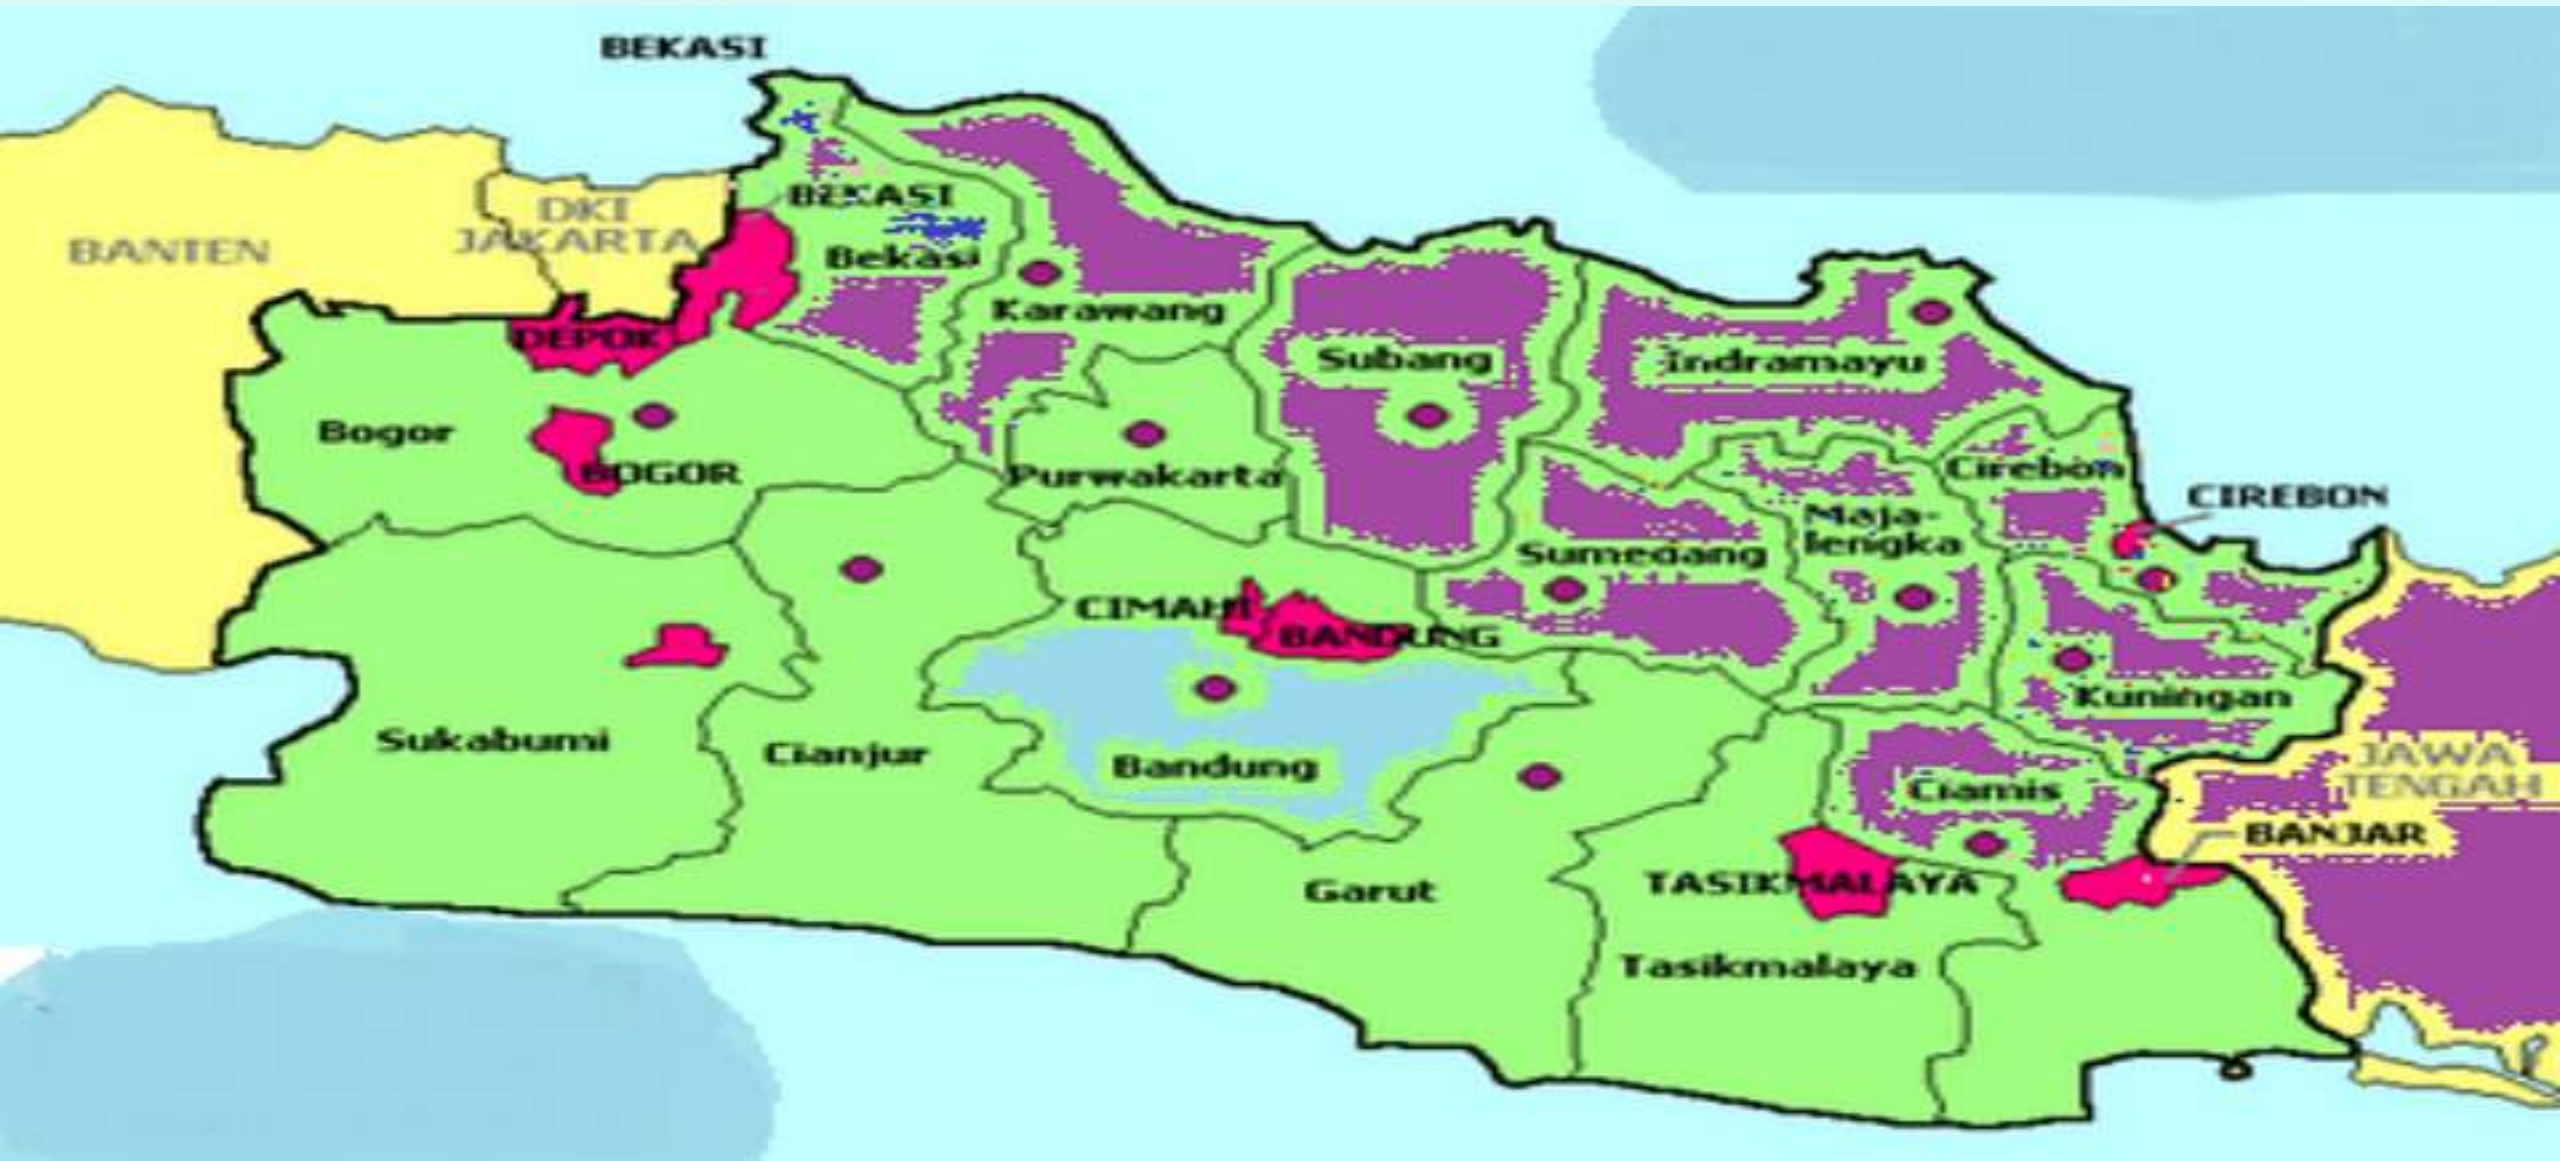 BEKASI
BANTEN
DKI
JAKARTA
BEKASI
Bekasi
Karawang
DEPOK
Subang
Indramayu
Bogor
BOGOR
Purwakarta
Cirebon
CIREBON
Maja-
lengka
Sumedang
CIMAHI
BANDUNG
Kuningan
Sukabumi
Cianjur
Bandung
JAWA
TENGAH
Ciamis
BANJAR
Garut
TASIKMALAYA
Tasikmalaya